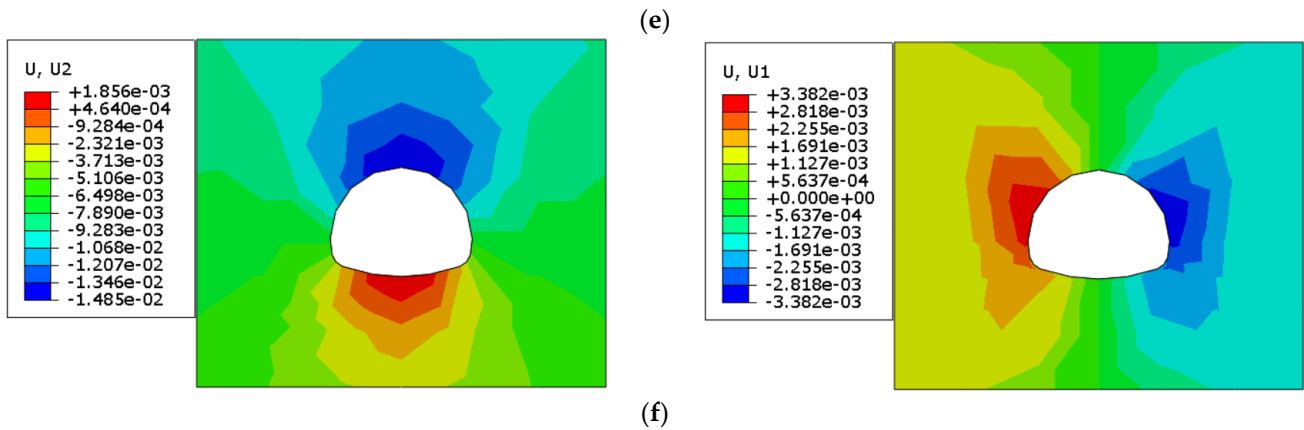 (e)
U, U2
+1.856e-03
+4.640e-04
-9.284e-04
-2.321e-03
-3.713e-03
-5.106e-03
-6.498e-03
-7.890e-03
-9.283e-03
-1.068e-02
-1.207e-02
-1.346e-02
-1.485e-02
U, U1
+3.382e-03
+2.818e-03
+2.255e-03
+1.691e-03
+1.127e-03
+5.637e-04
+0.000e+00
-5.637e-04
-1.127e-03
-1.691e-03
-2.255e-03
-2.818e-03
-3.382e-03
(f)